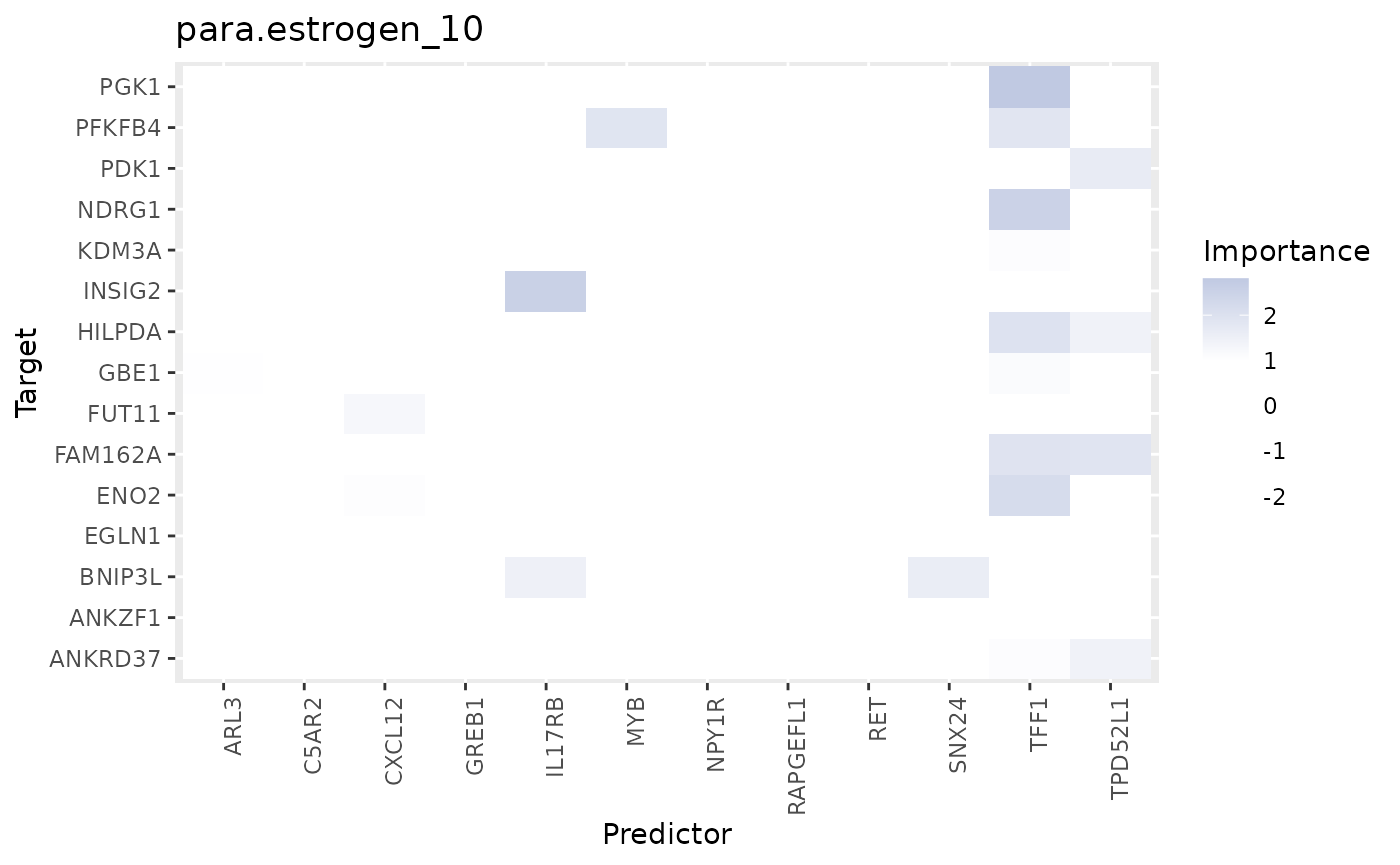 para.estrogen_10
Target
PGK1
PFKFB4
PDK1
NDRG1
KDM3A
INSIG2
HILPDA
GBE1
FUT11
FAM162A
ENO2
EGLN1
BNIP3L
ANKZF1
ANKRD37
ARL3
C5AR2
CXCL12
GREB1
IL17RB
MYB
NPY1R
RAPGEFL1
RET
SNX24
TFF1
TPD52L1
Predictor
Importance
2
1
0
-1
-2